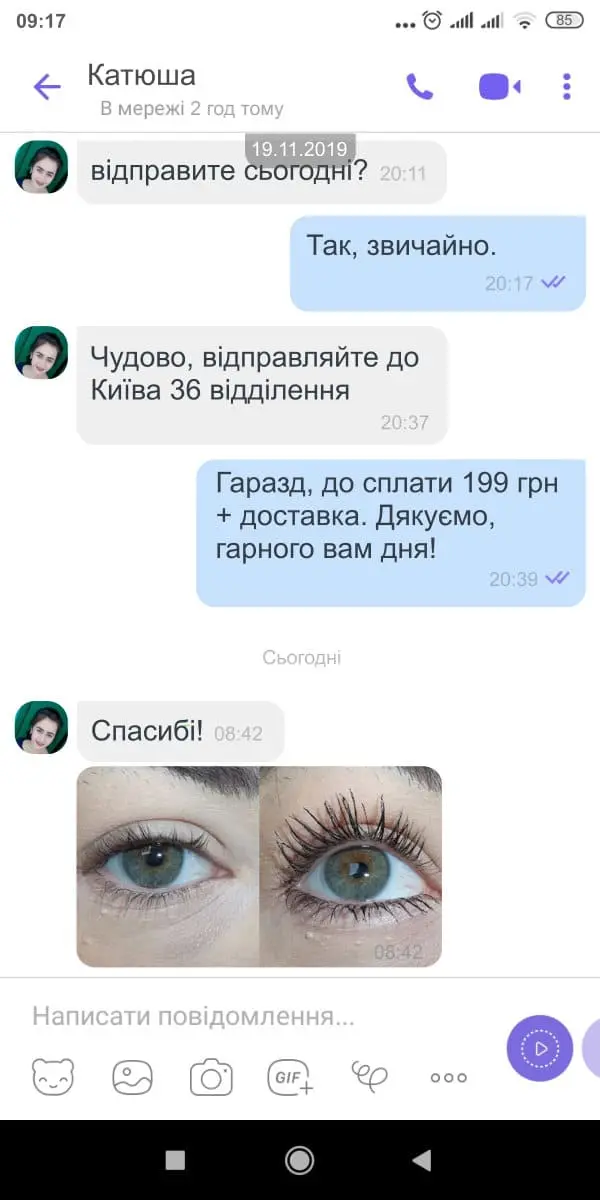 09:17
85
Катюша
В мережі 2 год тому
19.11.2019
відправите сьогодні? 20:11
Так, звичайно.
20:17
Чудово, відправляйте до
Київа 36 відділення
20:37
Гаразд, до сплати 199 грн
+ доставка. Дякуємо,
гарного вам дня!
20:39
Сьогодні
Спасибі! 08:42
08:42
Написати повідомлення...
GIF